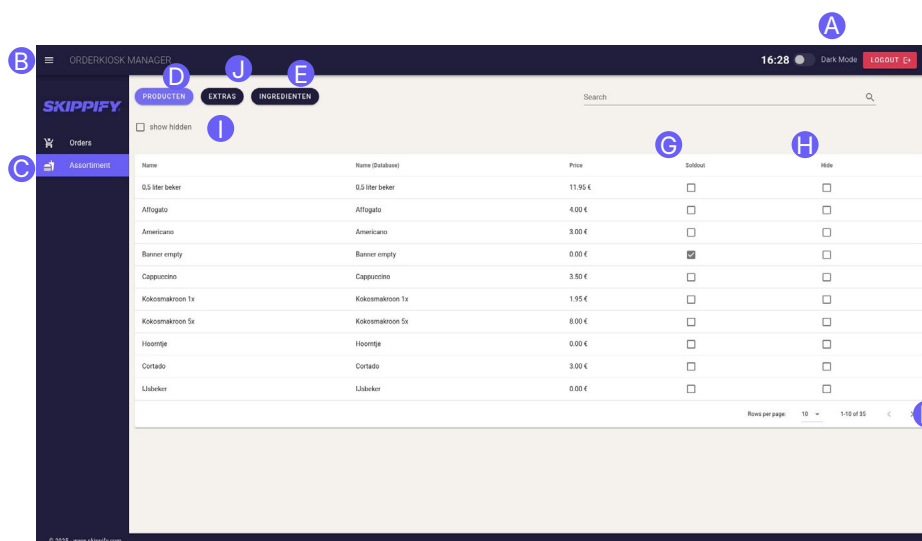 A
B ORDERKIOSK MANAGER 16:28 Dark Mode LOGOUT
D J E
PRODUCTEN EXTRAS INGREDIENTEN Search
SKIPPIFY
show hidden I
Orders
C Assortiment
G H
Name Name (Database) Price Soldout Hide
0,5 liter beker 0,5 liter beker 11.95 €
Affogato Affogato 4.00 €
Americano Americano 3.00 €
Banner empty Banner empty 0.00 €
Cappuccino Cappuccino 3.50 €
Kokosmakroon 1x Kokosmakroon 1x 1.95 €
Kokosmakroon 5x Kokosmakroon 5x 8.00 €
Hoorntje Hoorntje 0.00 €
Cortado Cortado 3.00 €
IJsbeker IJsbeker 0.00 €
Rows per page: 10 1-10 of 35